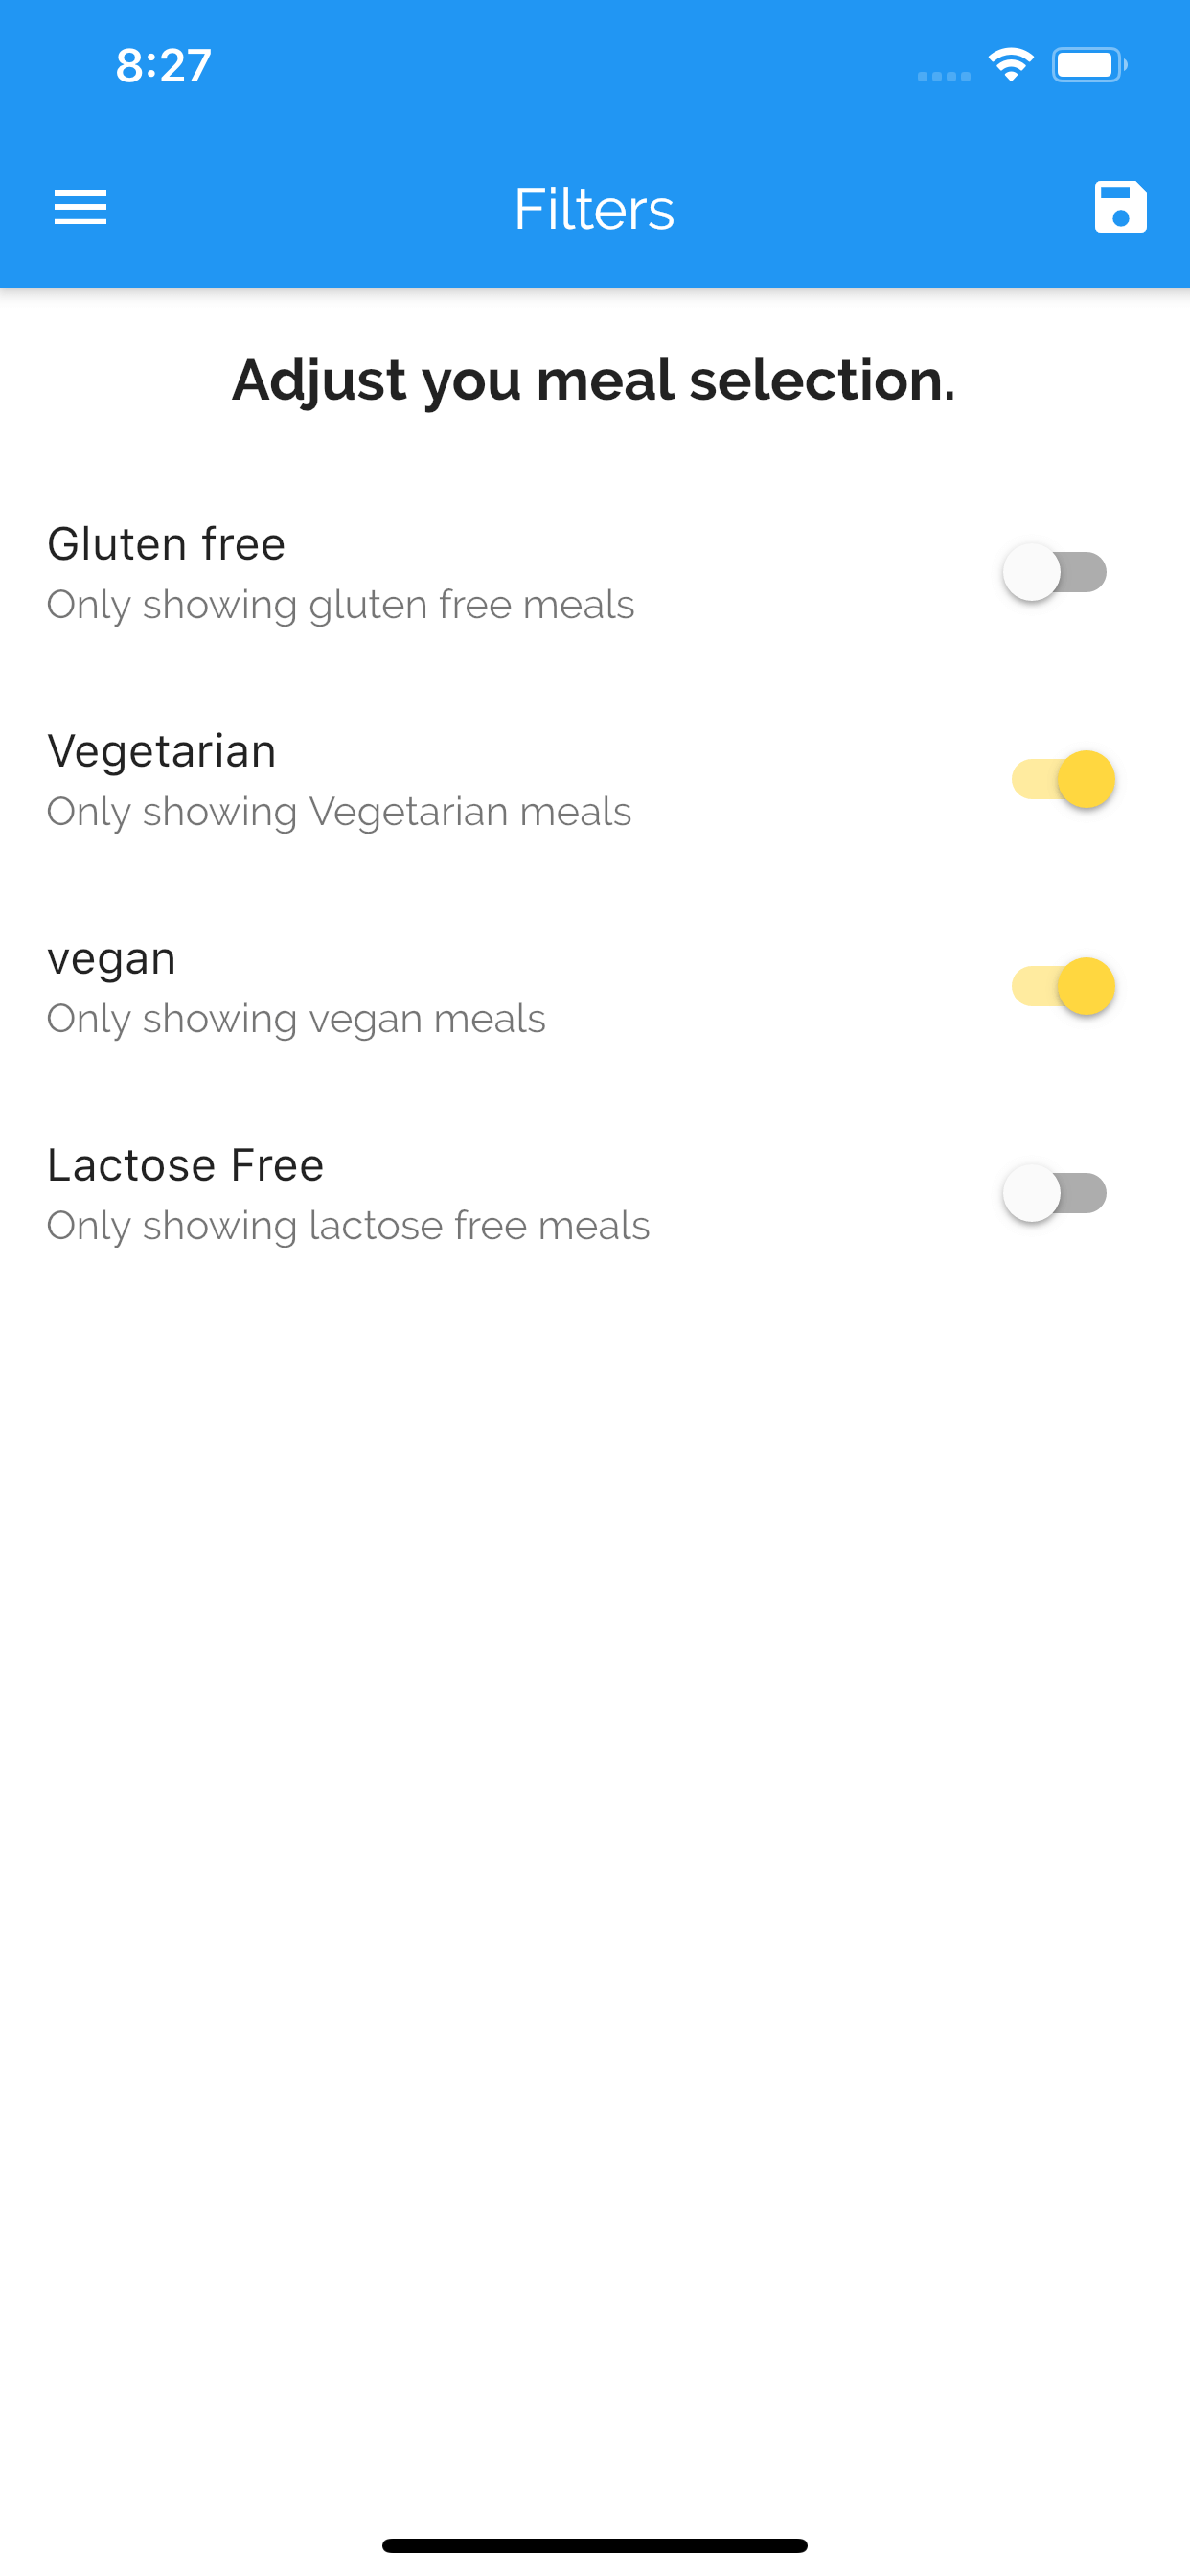 8:27
Filters
Adjust you meal selection.
Gluten free
Only showing gluten free meals
Vegetarian
Only showing Vegetarian meals
vegan
Only showing vegan meals
Lactose Free
Only showing lactose free meals